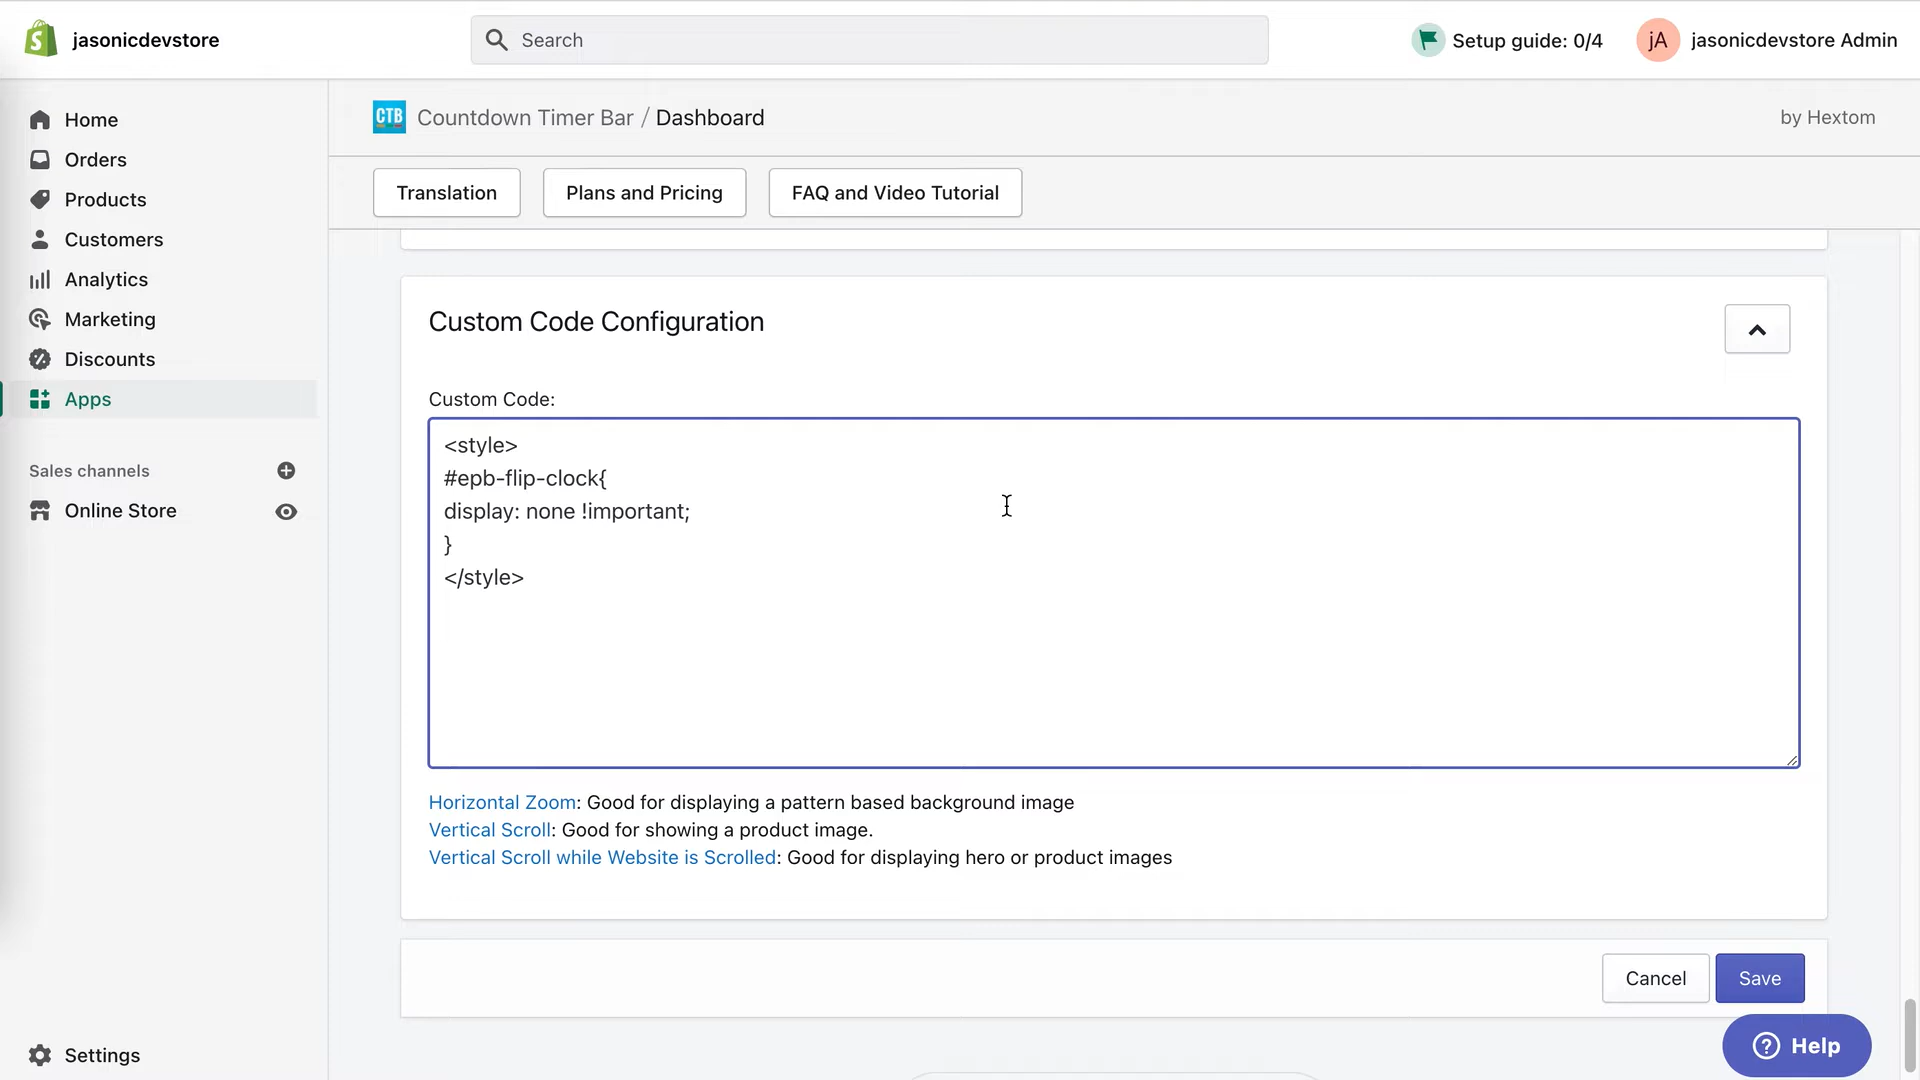 jasonicdevstore
Search
Setup guide: 0/4
jA
jasonicdevstore Admin
Home
Orders
Products
Customers
Analytics
Marketing
Discounts
Apps
Sales channels
Online Store
Settings
CTB
Countdown Timer Bar / Dashboard
by Hextom
Translation
Plans and Pricing
FAQ and Video Tutorial
Custom Code Configuration
Custom Code:
<style>
#epb-flip-clock{
display: none !important;
}
</style>
Horizontal Zoom: Good for displaying a pattern based background image
Vertical Scroll: Good for showing a product image.
Vertical Scroll while Website is Scrolled: Good for displaying hero or product images
Cancel
Save
Help